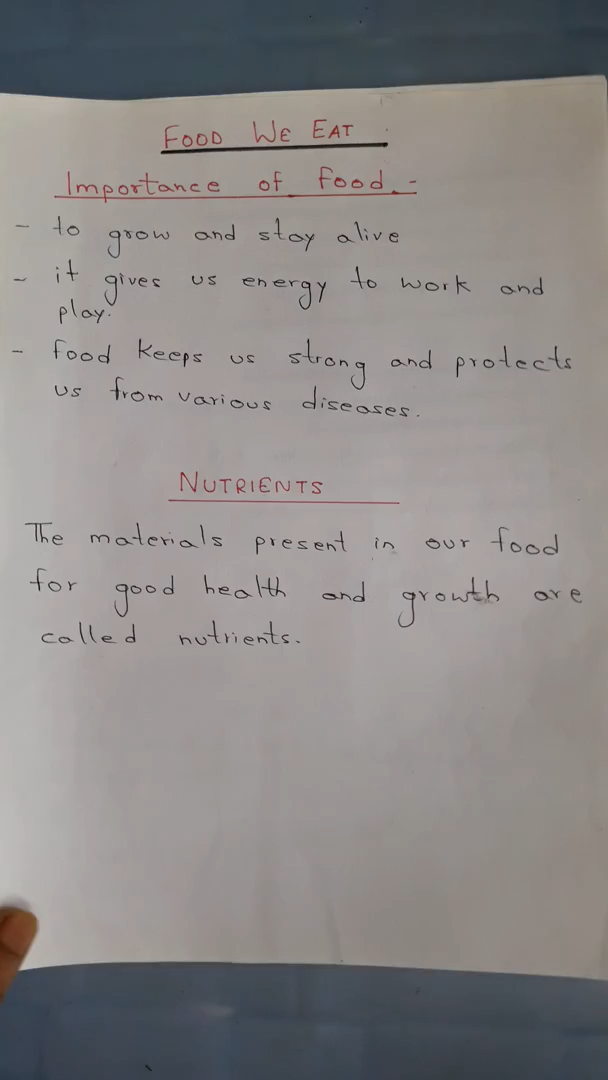 FOOD WE EAT
Importance of food.-
- to grow and stay alive
- it gives us energy to work and
play.
- food keeps us strong and protects
us from various diseases.
NUTRIENTS
The materials present in our food
for good health and growth are
called nutrients.